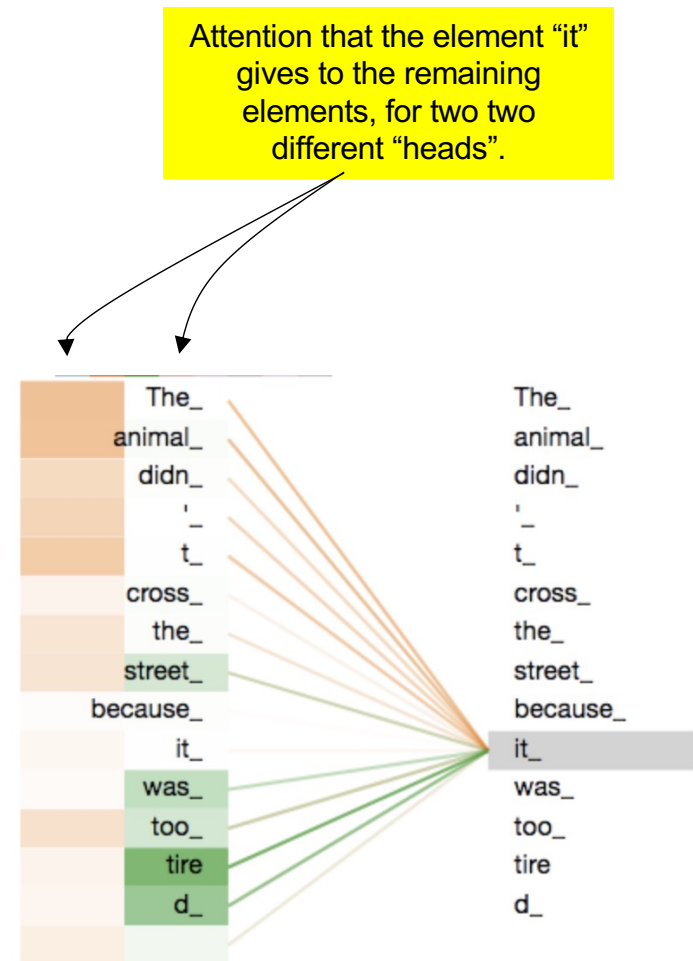 Attention that the element “it”
gives to the remaining
elements, for two two
different “heads”.
The_ The_
animal_ animal_
didn_ didn_
'_ '_
t_ t_
cross_ cross_
the_ the_
street_ street_
because_ because_
it_ it_
was_ was_
too_ too_
tire tire
d_ d_